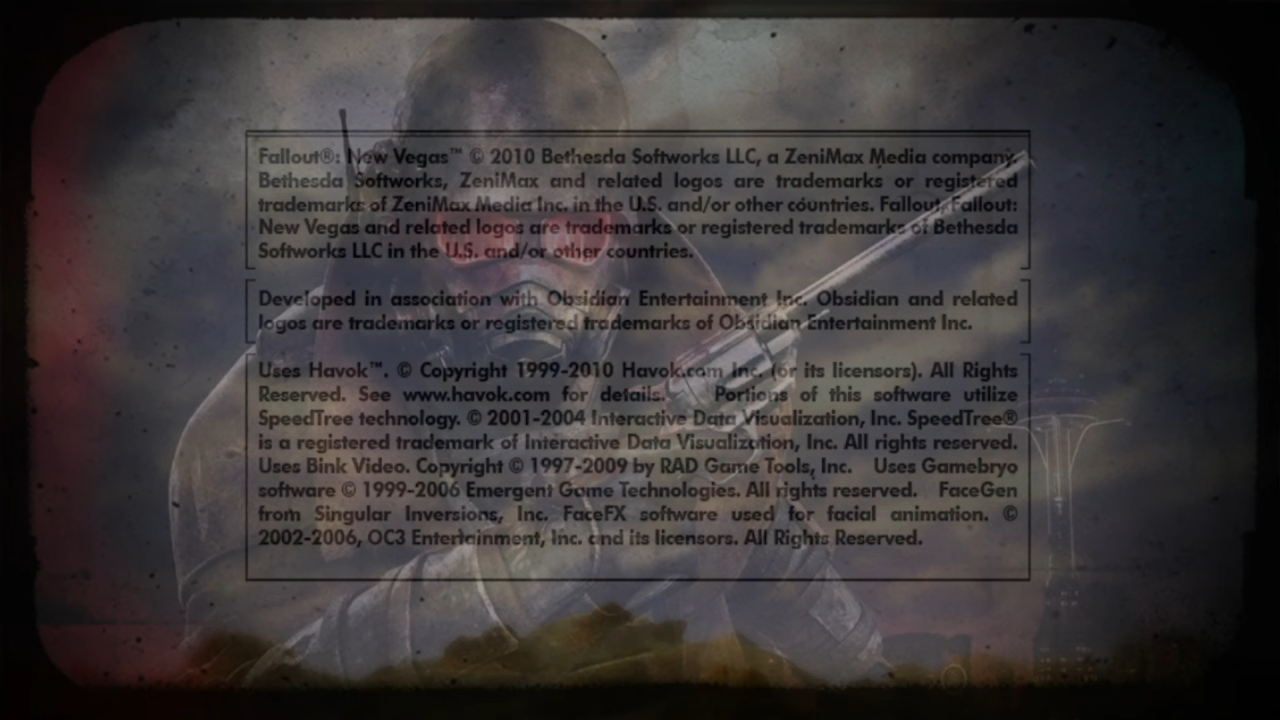 Fallout®: New Vegas™ © 2010 Bethesda Softworks LLC, a ZeniMax Media company.
Bethesda Softworks, ZeniMax and related logos are trademarks or registered
trademarks of ZeniMax Media Inc. in the U.S. and/or other countries. Fallout, Fallout:
New Vegas and related logos are trademarks or registered trademarks of Bethesda
Softworks LLC in the U.S. and/or other countries.
Developed in association with Obsidian Entertainment Inc. Obsidian and related
logos are trademarks or registered trademarks of Obsidian Entertainment Inc.
Uses Havok™. © Copyright 1999-2010 Havok.com Inc. (or its licensors). All Rights
Reserved. See www.havok.com for details. Portions of this software utilize
SpeedTree technology. © 2001-2004 Interactive Data Visualization, Inc. SpeedTree®
is a registered trademark of Interactive Data Visualization, Inc. All rights reserved.
Uses Bink Video. Copyright © 1997-2009 by RAD Game Tools, Inc. Uses Gamebryo
software © 1999-2006 Emergent Game Technologies. All rights reserved. FaceGen
from Singular Inversions, Inc. FaceFX software used for facial animation. ©
2002-2006, OC3 Entertainment, Inc. and its licensors. All Rights Reserved.